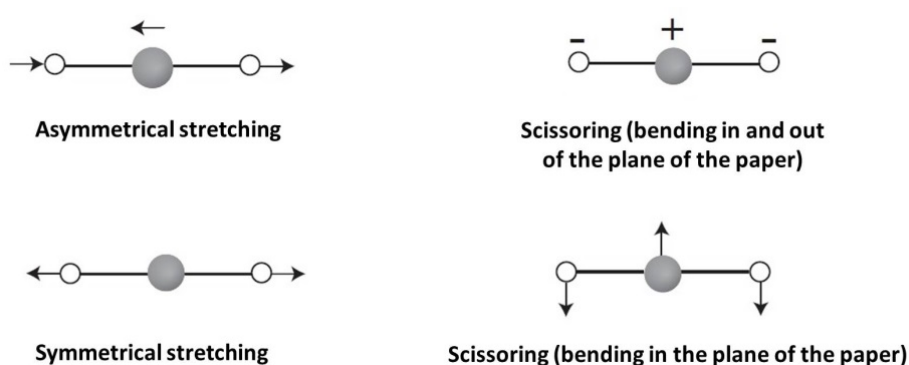 Asymmetrical stretching
- + -
Scissoring (bending in and out
of the plane of the paper)
Symmetrical stretching
Scissoring (bending in the plane of the paper)